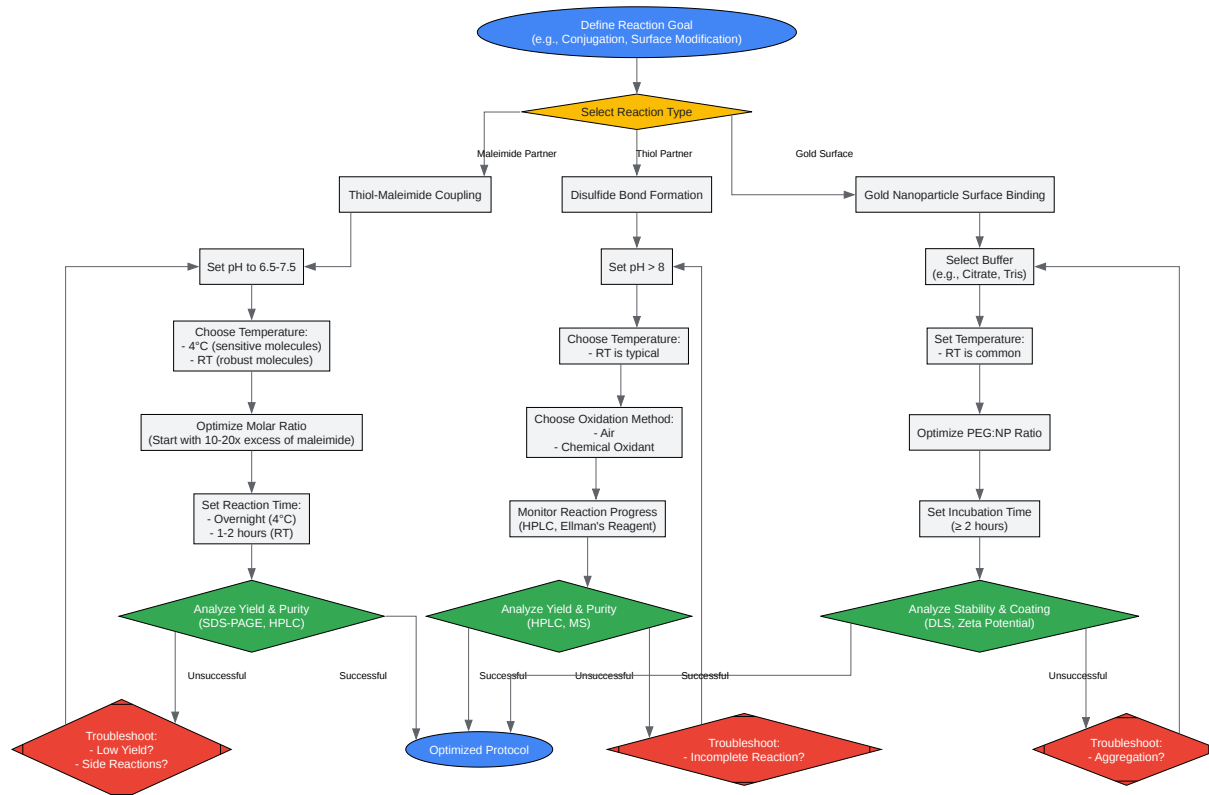 Define Reaction Goal
(e.g., Conjugation, Surface Modification)
Select Reaction Type
Maleimide Partner
Thiol Partner
Gold Surface
Thiol-Maleimide Coupling
Disulfide Bond Formation
Gold Nanoparticle Surface Binding
Set pH to 6.5-7.5
Set pH > 8
Select Buffer
(e.g., Citrate, Tris)
Choose Temperature:
- 4°C (sensitive molecules)
- RT (robust molecules)
Choose Temperature:
- RT is typical
Set Temperature:
- RT is common
Optimize Molar Ratio
(Start with 10-20x excess of maleimide)
Choose Oxidation Method:
- Air
- Chemical Oxidant
Optimize PEG:NP Ratio
Set Reaction Time:
- Overnight (4°C)
- 1-2 hours (RT)
Monitor Reaction Progress
(HPLC, Ellman's Reagent)
Set Incubation Time
(≥ 2 hours)
Analyze Yield & Purity
(SDS-PAGE, HPLC)
Analyze Yield & Purity
(HPLC, MS)
Analyze Stability & Coating
(DLS, Zeta Potential)
Unsuccessful
Successful
Successful
Unsuccessful
Successful
Unsuccessful
Troubleshoot:
- Low Yield?
- Side Reactions?
Optimized Protocol
Troubleshoot:
- Incomplete Reaction?
Troubleshoot:
- Aggregation?